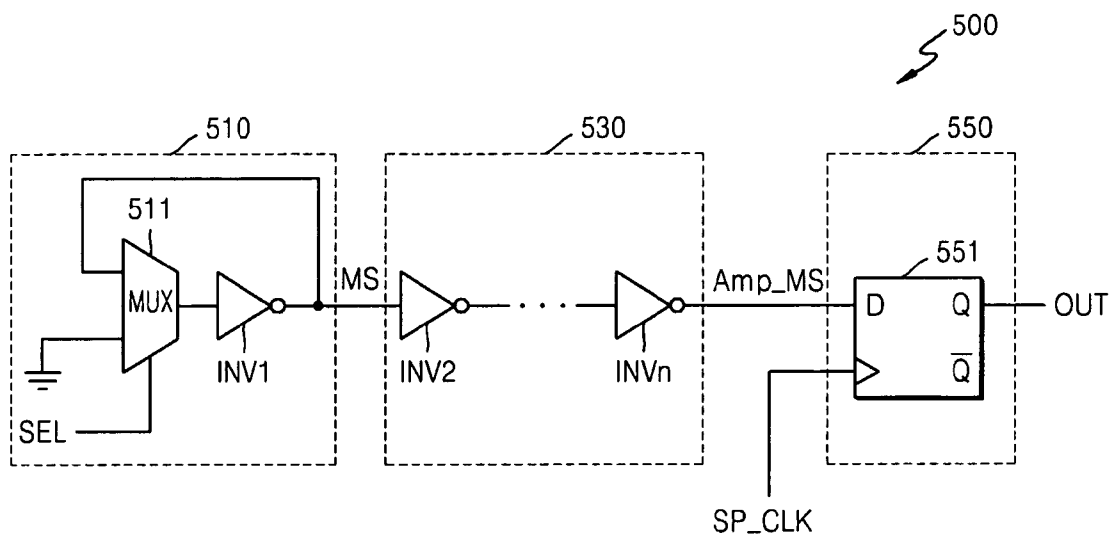 500
510
530
550
511
MUX
INV1
SEL
MS
INV2
INVn
Amp_MS
551
D
Q
Q̅
OUT
SP_CLK